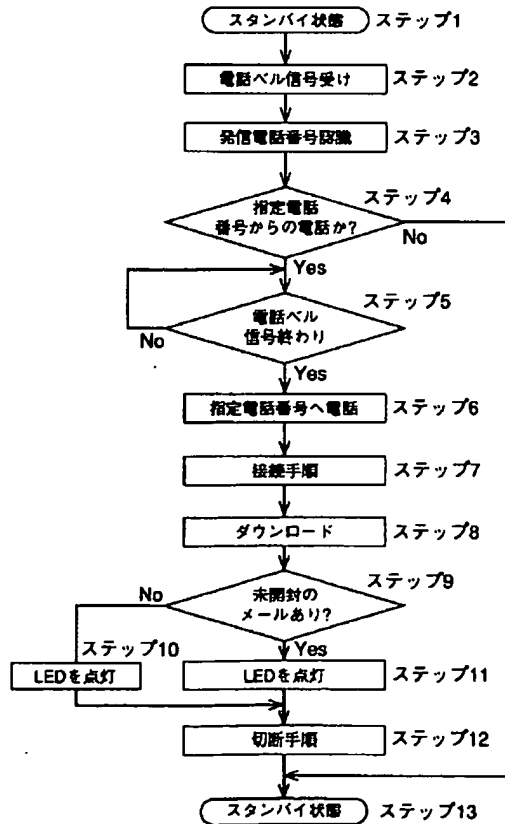 スタンバイ状態 ステップ1
電話ベル信号受け ステップ2
発信電話番号認識 ステップ3
ステップ4
指定電話
番号からの電話か?
No
Yes
ステップ5
電話ベル
信号終わり
No
Yes
指定電話番号へ電話 ステップ6
接続手順 ステップ7
ダウンロード ステップ8
ステップ9
未開封の
メールあり?
No
Yes
ステップ10
LEDを点灯
LEDを点灯 ステップ11
切断手順 ステップ12
スタンバイ状態 ステップ13